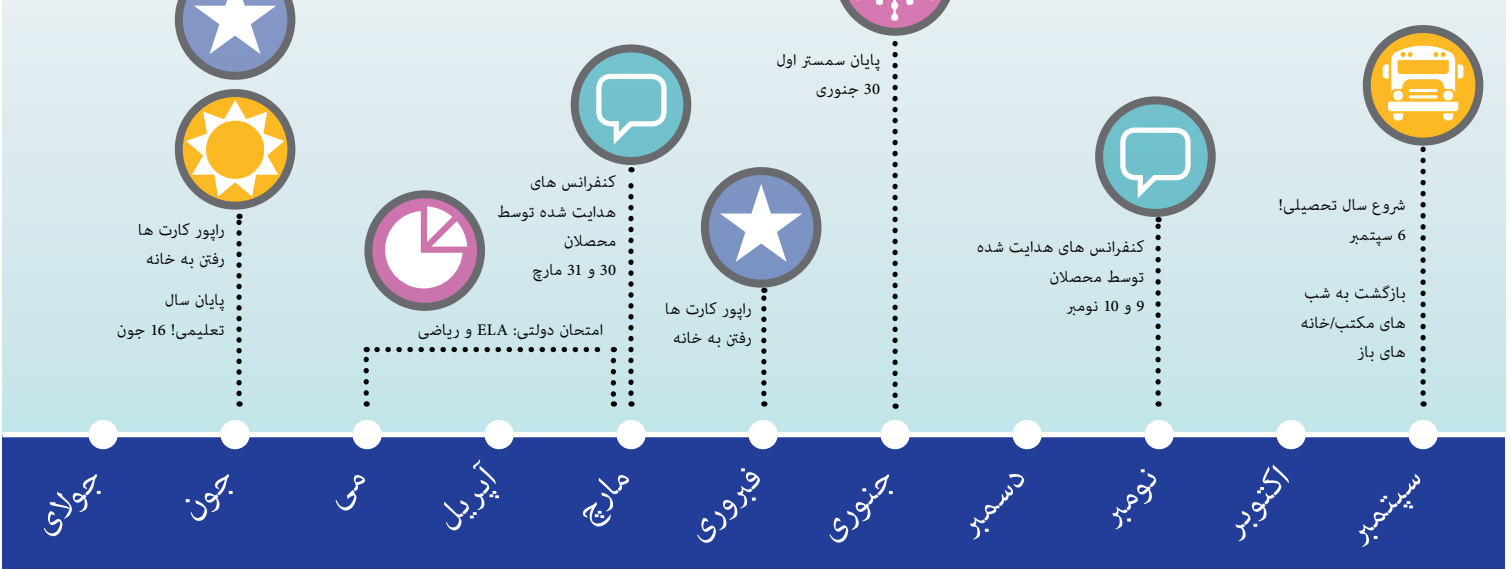 شروع سال تحصیلی!
6 سپتمبر
بازگشت به شب
های مکتب/خانه
های باز
کنفرانس های هدایت شده
توسط محصلان
9 و 10 نومبر
پایان سمستر اول
30 جنوری
راپور کارت ها
رفتن به خانه
کنفرانس های
هدایت شده توسط
محصلان
30 و 31 مارچ
امتحان دولتی: ELA و ریاضی
راپور کارت ها
رفتن به خانه
پایان سال
تعلیمی! 16 جون
سپتمبر
اکتوبر
نومبر
دسمبر
جنوری
فبروری
مارچ
آپریل
می
جون
جولای